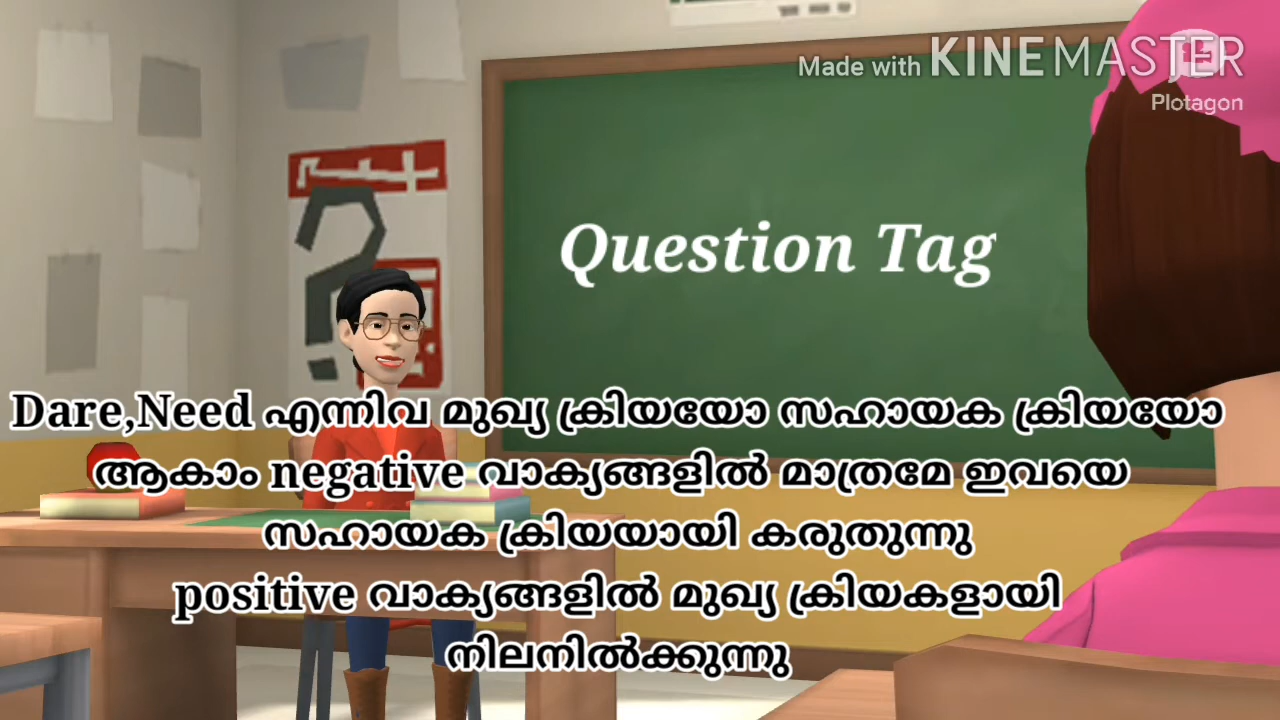 Made with KINEMASTER
Plotagon
Question Tag
Dare,Need എന്നിവ മുഖ്യ ക്രിയയോ സഹായക ക്രിയയോ
ആകാം negative വാക്യങ്ങളിൽ മാത്രമേ ഇവയെ
സഹായക ക്രിയയായി കരുതുന്നു
positive വാക്യങ്ങളിൽ മുഖ്യ ക്രിയകളായി
നിലനിൽക്കുന്നു